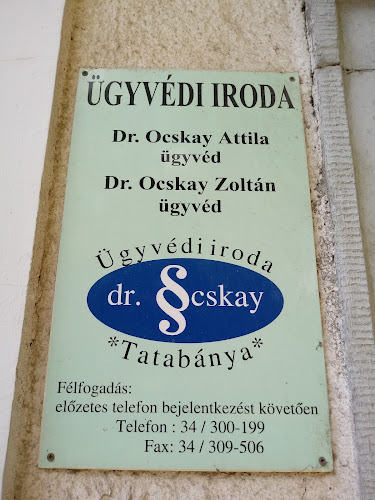 ÜGYVÉDI IRODA
Dr. Ocskay Attila
ügyvéd
Dr. Ocskay Zoltán
ügyvéd
Ügyvédi iroda
dr. §cskay
*Tatabánya*
Félfogadás:
előzetes telefon bejelentkezést követően
Telefon : 34 / 300-199
Fax: 34 / 309-506